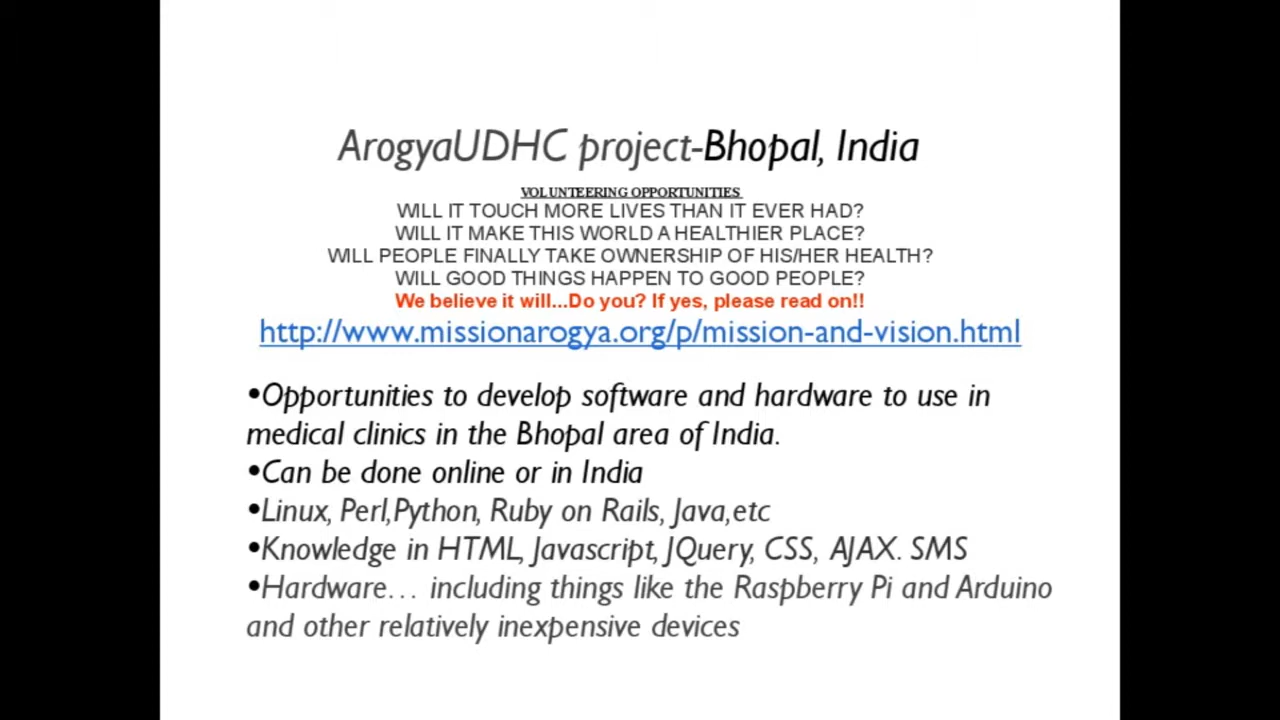 ArogyaUDHC project-Bhopal, India
VOLUNTEERING OPPORTUNITIES
WILL IT TOUCH MORE LIVES THAN IT EVER HAD?
WILL IT MAKE THIS WORLD A HEALTHIER PLACE?
WILL PEOPLE FINALLY TAKE OWNERSHIP OF HIS/HER HEALTH?
WILL GOOD THINGS HAPPEN TO GOOD PEOPLE?
We believe it will...Do you? If yes, please read on!!
http://www.missionarogya.org/p/mission-and-vision.html
•Opportunities to develop software and hardware to use in
medical clinics in the Bhopal area of India.
•Can be done online or in India
•Linux, Perl,Python, Ruby on Rails, Java,etc
•Knowledge in HTML, Javascript, JQuery, CSS, AJAX. SMS
•Hardware… including things like the Raspberry Pi and Arduino
and other relatively inexpensive devices